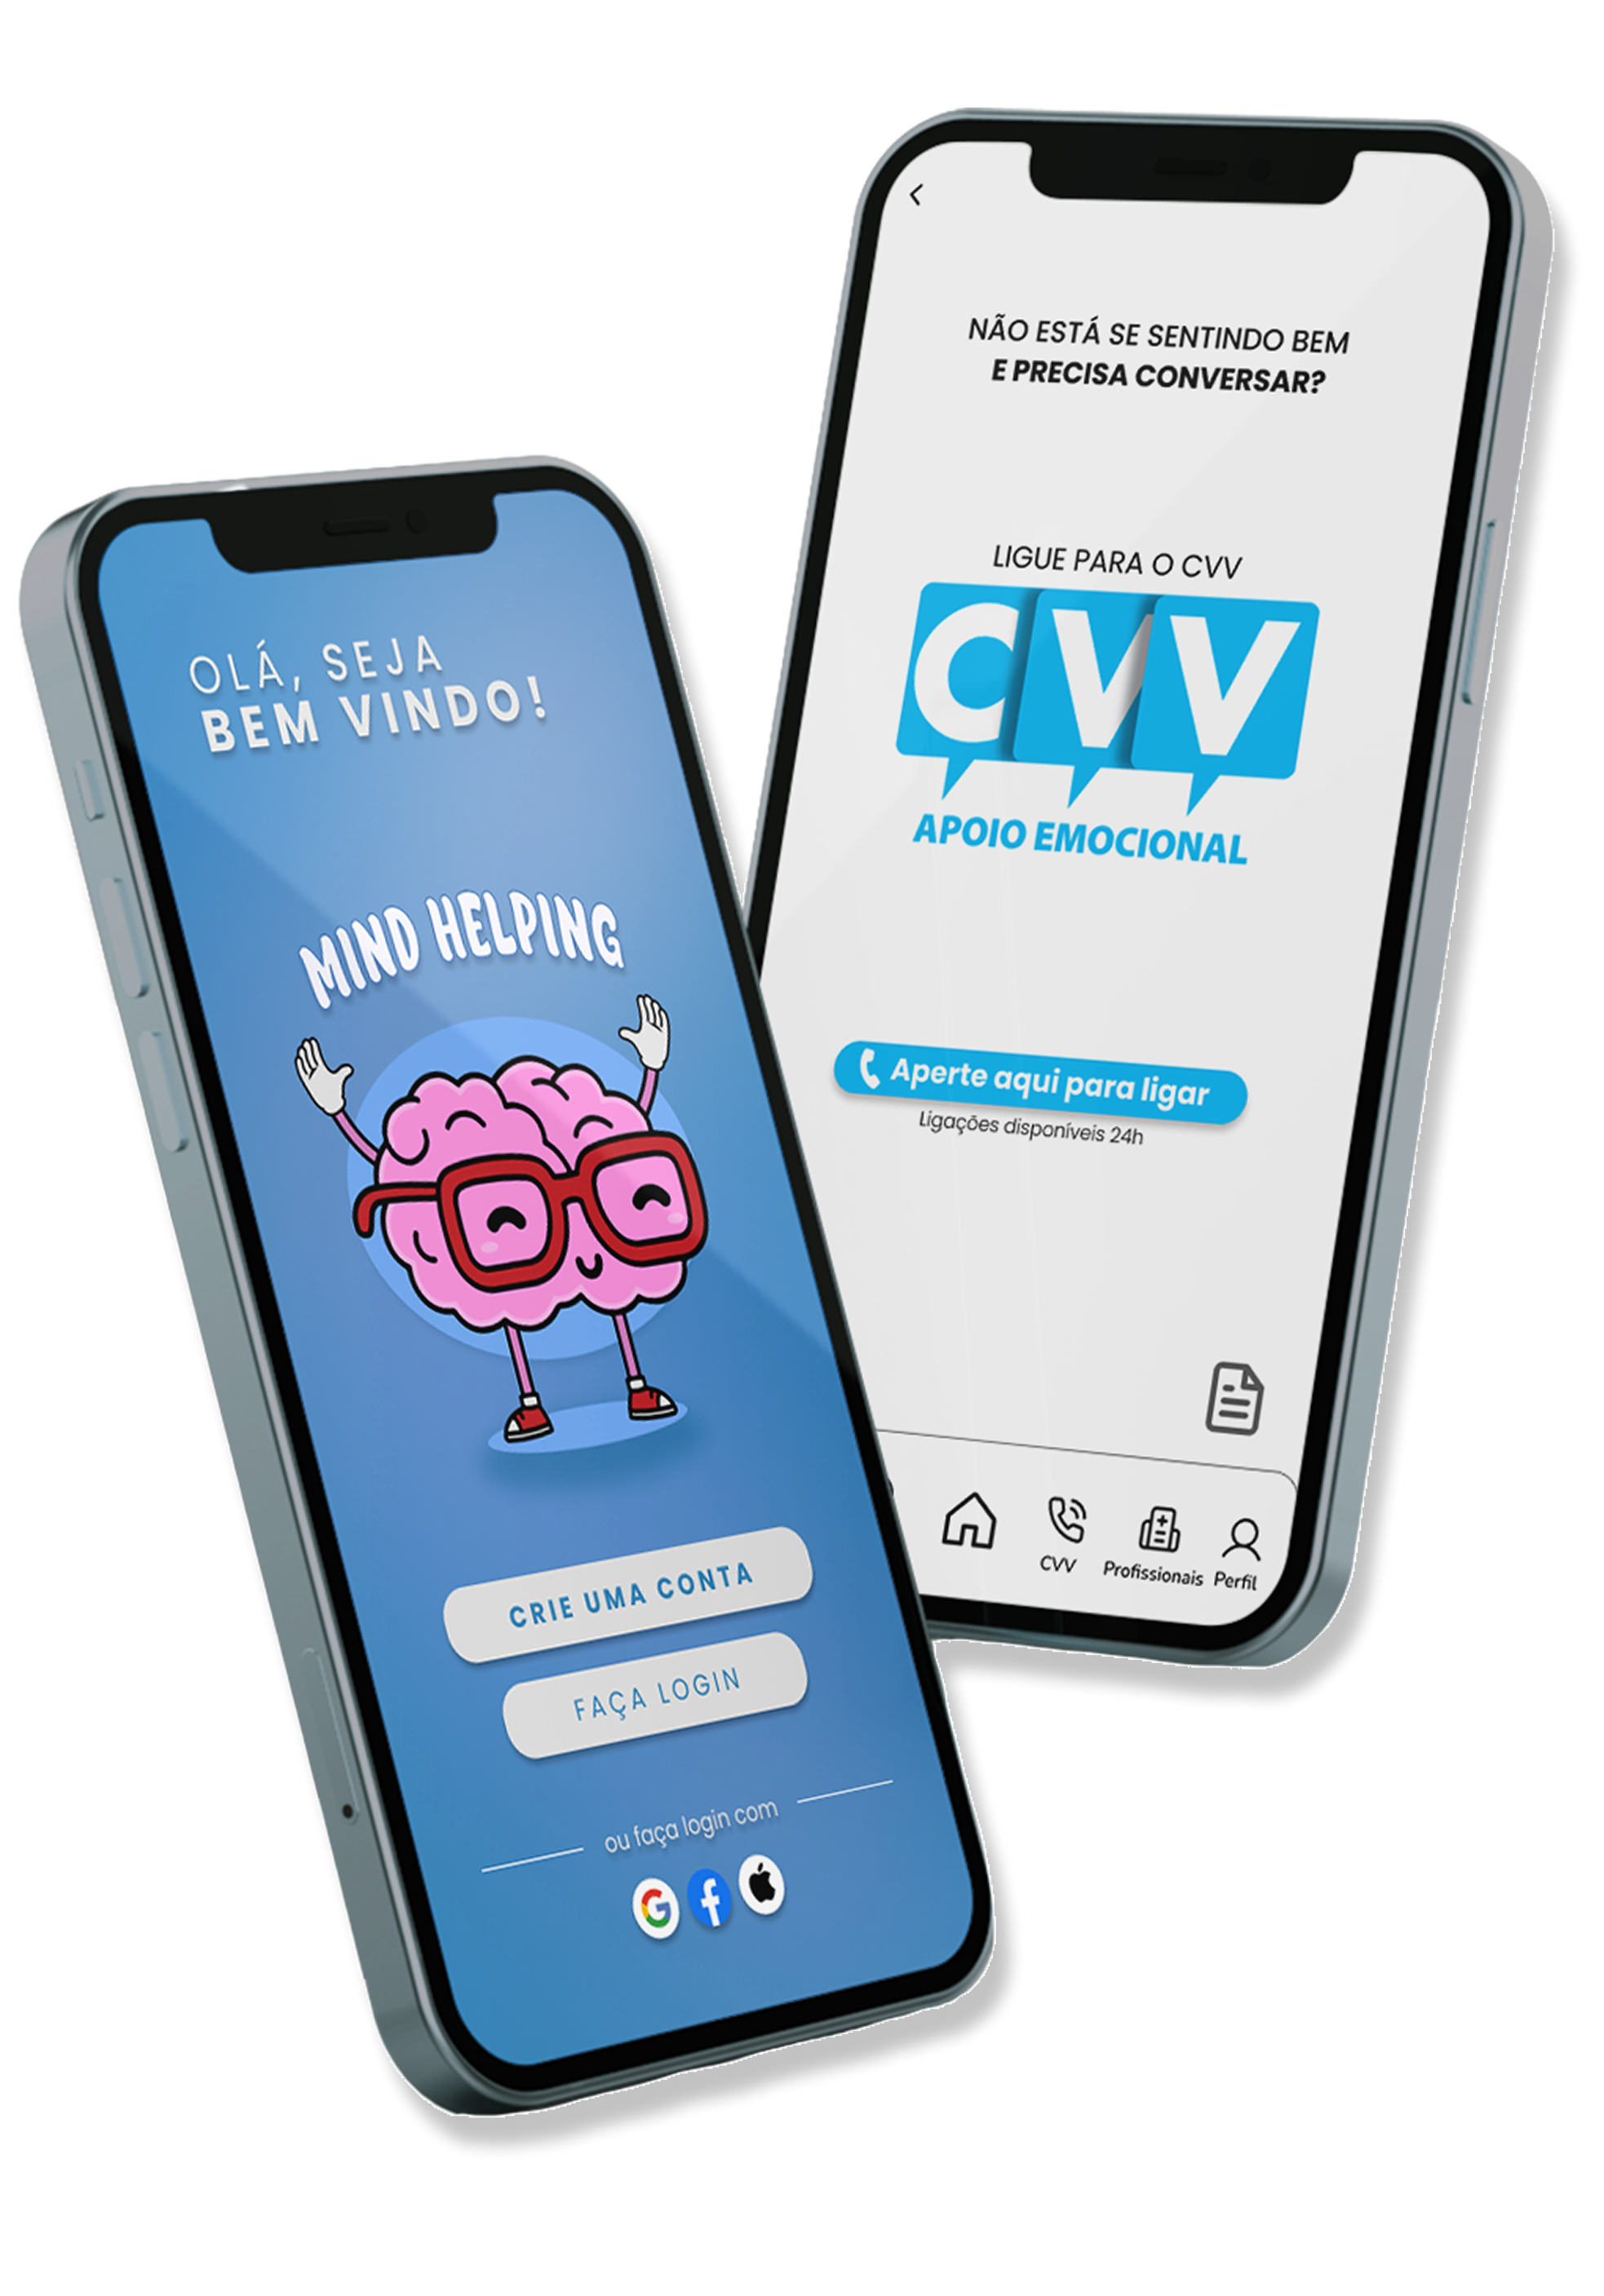 OLÁ, SEJA
BEM VINDO!
MIND HELPING
CRIE UMA CONTA
FAÇA LOGIN
ou faça login com
NÃO ESTÁ SE SENTINDO BEM
E PRECISA CONVERSAR?
LIGUE PARA O CVV
CVV
APOIO EMOCIONAL
Aperte aqui para ligar
Ligações disponíveis 24h
CVV
Profissionais
Perfil